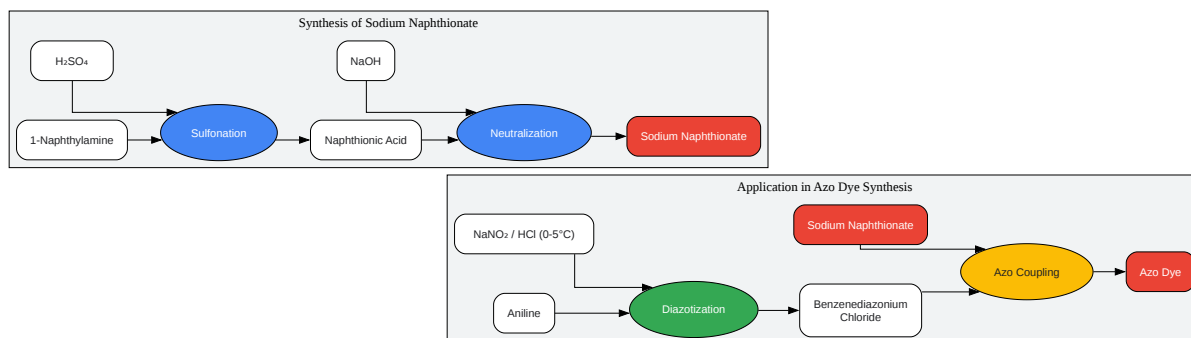 Synthesis of Sodium Naphthionate
H₂SO₄
NaOH
1-Naphthylamine
Sulfonation
Naphthionic Acid
Neutralization
Sodium Naphthionate
Application in Azo Dye Synthesis
NaNO₂ / HCl (0-5°C)
Sodium Naphthionate
Aniline
Diazotization
Benzenediazonium
Chloride
Azo Coupling
Azo Dye